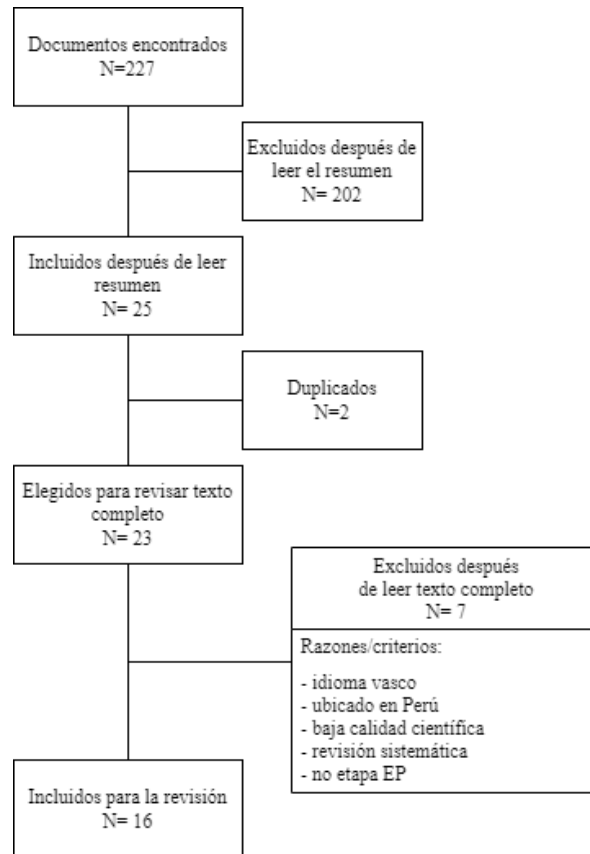 Documentos encontrados
N=227
Excluidos después de
leer el resumen
N= 202
Incluidos después de leer
resumen
N= 25
Duplicados
N=2
Elegidos para revisar texto
completo
N= 23
Excluidos después
de leer texto completo
N= 7
Razones/criterios:
- idioma vasco
- ubicado en Perú
- baja calidad científica
- revisión sistemática
- no etapa EP
Incluidos para la revisión
N= 16